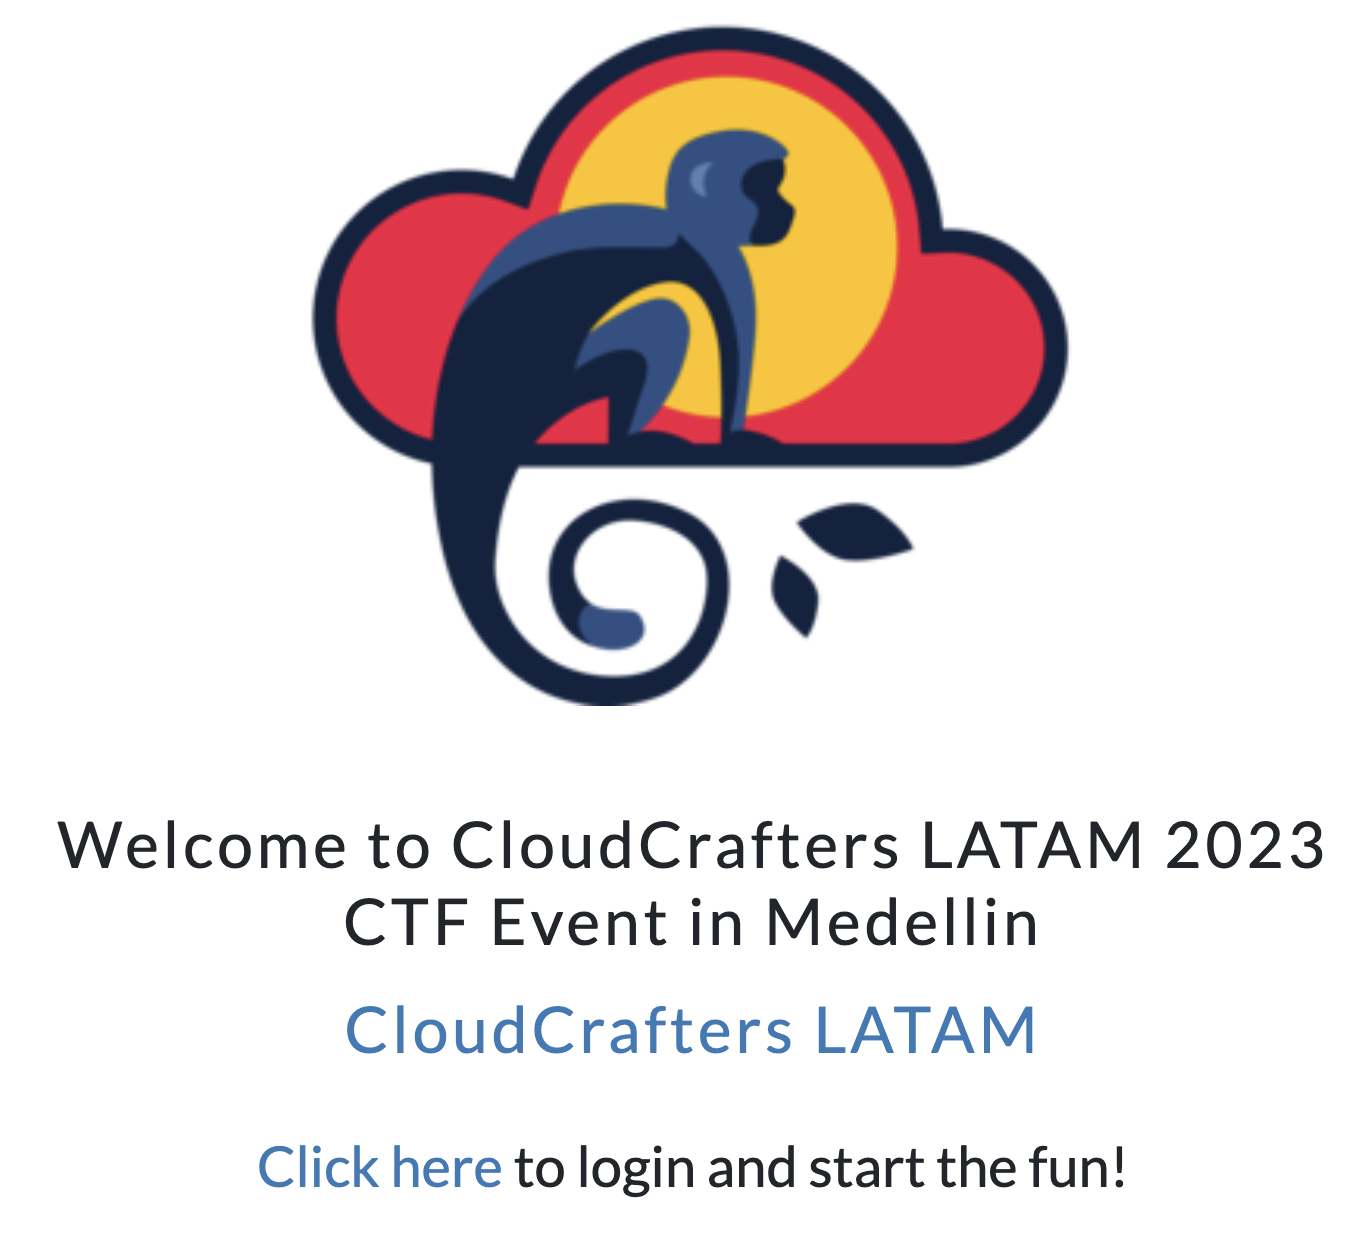 Welcome to CloudCrafters LATAM 2023
CTF Event in Medellin
CloudCrafters LATAM
Click here to login and start the fun!